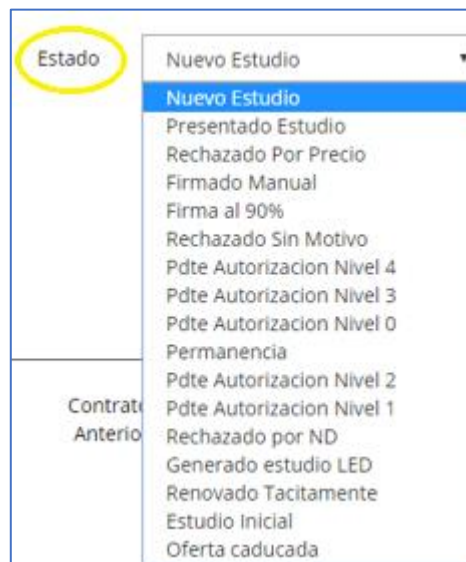 Estado
Nuevo Estudio
Nuevo Estudio
Presentado Estudio
Rechazado Por Precio
Firmado Manual
Firma al 90%
Rechazado Sin Motivo
Pdte Autorizacion Nivel 4
Pdte Autorizacion Nivel 3
Pdte Autorizacion Nivel 0
Permanencia
Pdte Autorizacion Nivel 2
Contrat
Pdte Autorizacion Nivel 1
Anterio
Rechazado por ND
Generado estudio LED
Renovado Tacitamente
Estudio Inicial
Oferta caducada